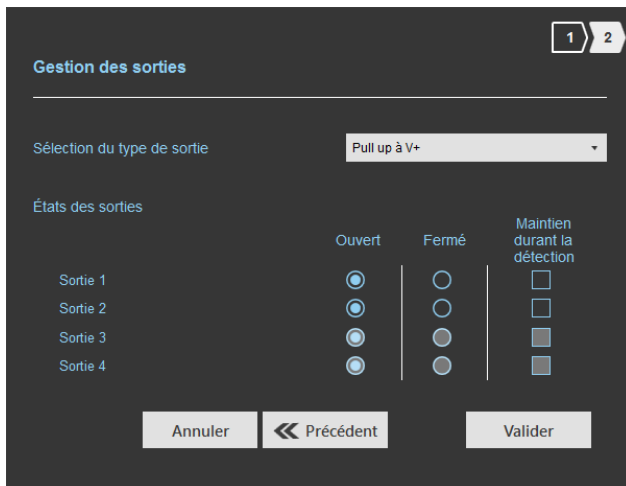 1 2
Gestion des sorties
Sélection du type de sortie Pull up à V+
États des sorties
Ouvert Fermé Maintien durant la détection
Sortie 1
Sortie 2
Sortie 3
Sortie 4
Annuler Précédent Valider